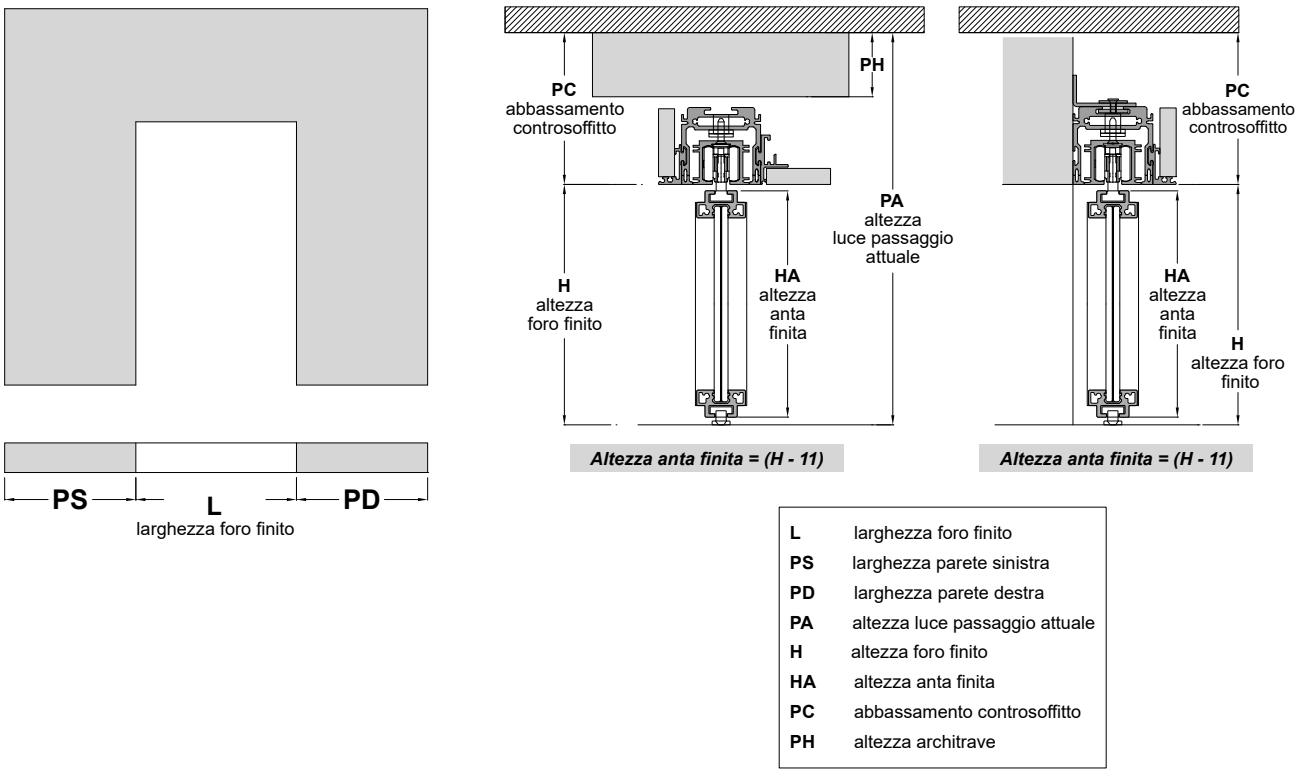 PS
L
PD
larghezza foro finito
PC
abbassamento
controsoffitto
PH
PA
altezza
luce passaggio
attuale
H
altezza
foro finito
HA
altezza
anta
finita
Altezza anta finita = (H - 11)
PC
abbassamento
controsoffitto
HA
altezza
anta
finita
H
altezza foro
finito
Altezza anta finita = (H - 11)
L larghezza foro finito
PS larghezza parete sinistra
PD larghezza parete destra
PA altezza luce passaggio attuale
H altezza foro finito
HA altezza anta finita
PC abbassamento controsoffitto
PH altezza architrave